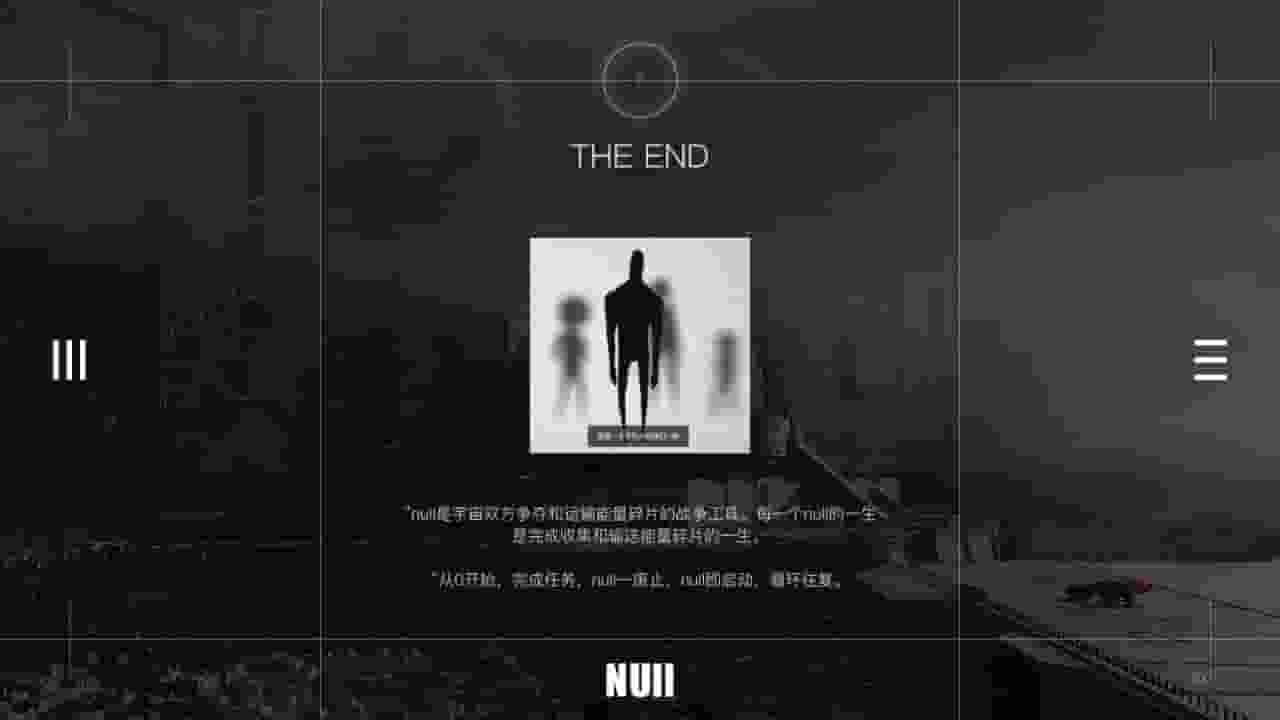 THE END
"null是宇宙双方争夺和运输能量碎片的战争工具。每一个null的一生。
是完成收集和输送能量碎片的一生。
"从0开始，完成任务，null一废止，null即启动，循环往复。
NUll